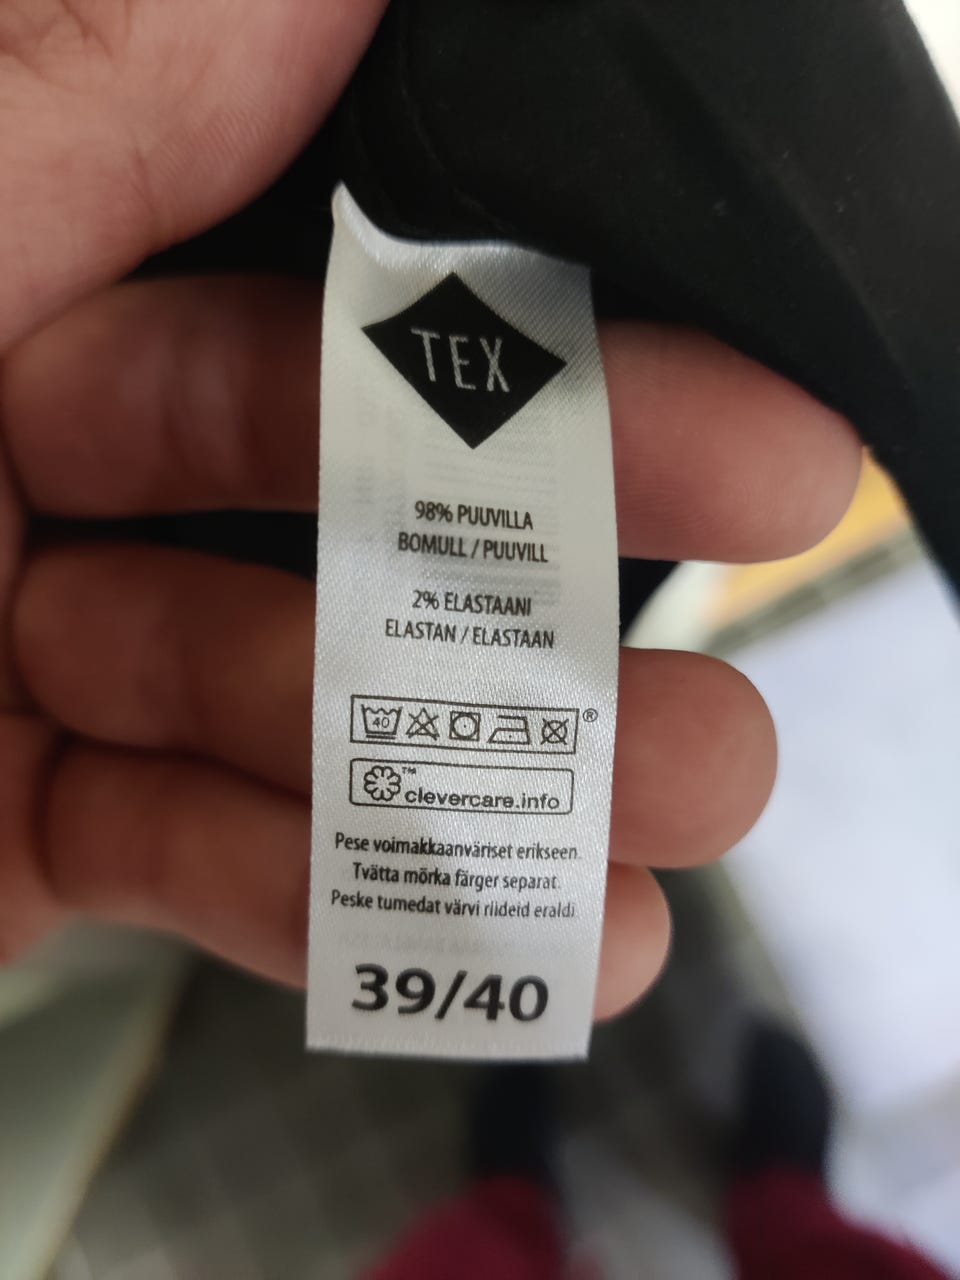 TEX
98% PUUVILLA
BOMULL / PUUVILL
2% ELASTAANI
ELASTAN / ELASTAAN
40 ®
™ clevercare.info
Pese voimakkaanväriset erikseen.
Tvätta mörka färger separat.
Peske tumedat värvi riideid eraldi.
39/40